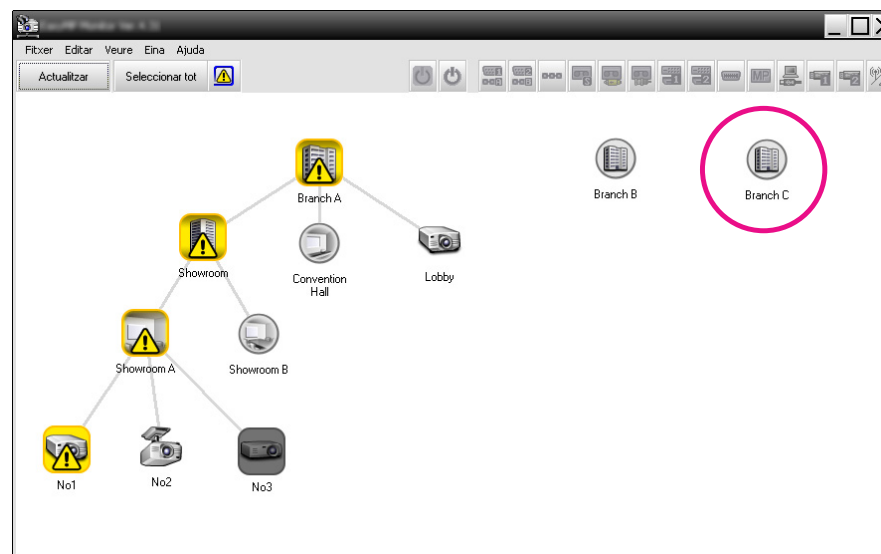 Fitxer Editar Veure Eina Ajuda
Actualitzar Seleccionar tot
MP
Branch A
Branch B
Branch C
Showroom
Convention
Hall
Lobby
Showroom A
Showroom B
No1
No2
No3